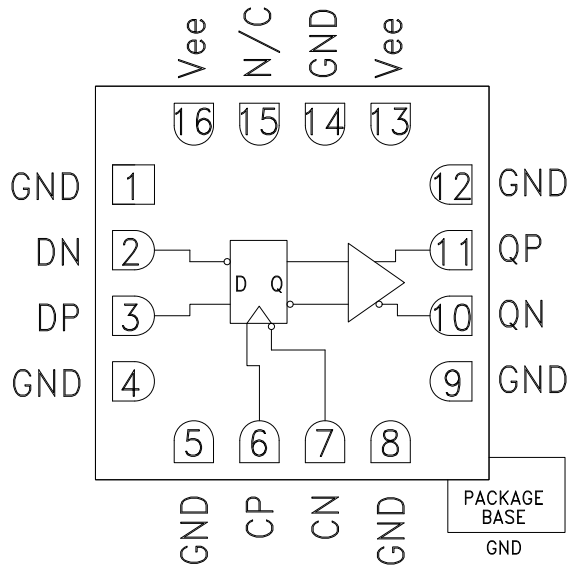 Vee N/C GND Vee
16 15 14 13
GND 1 12 GND
DN 2 11 QP
D Q
DP 3 10 QN
GND 4 9 GND
5 6 7 8
GND CP CN GND
PACKAGE
BASE
GND